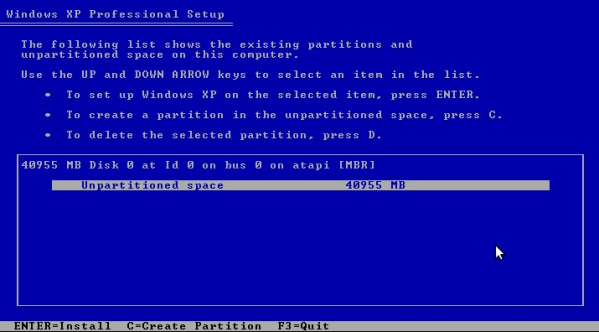 Windows XP Professional Setup
The following list shows the existing partitions and
unpartitioned space on this computer.
Use the UP and DOWN ARROW keys to select an item in the list.
• To set up Windows XP on the selected item, press ENTER.
• To create a partition in the unpartitioned space, press C.
• To delete the selected partition, press D.
40955 MB Disk 0 at Id 0 on bus 0 on atapi [MBR]
Unpartitioned space 40955 MB
ENTER=Install C=Create Partition F3=Quit